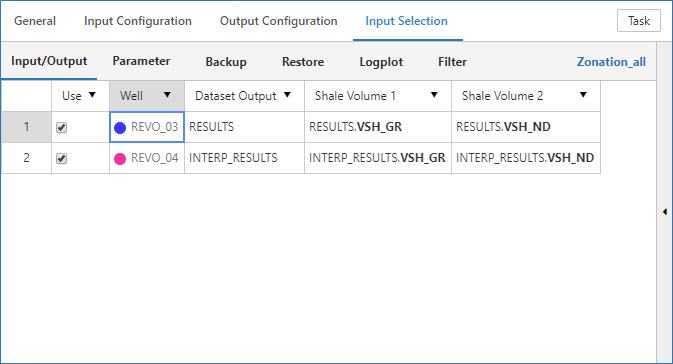 General Input Configuration Output Configuration Input Selection Task
Input/Output Parameter Backup Restore Logplot Filter Zonation_all
Use Well Dataset Output Shale Volume 1 Shale Volume 2
1 REVO_03 RESULTS RESULTS.VSH_GR RESULTS.VSH_ND
2 REVO_04 INTERP_RESULTS INTERP_RESULTS.VSH_GR INTERP_RESULTS.VSH_ND